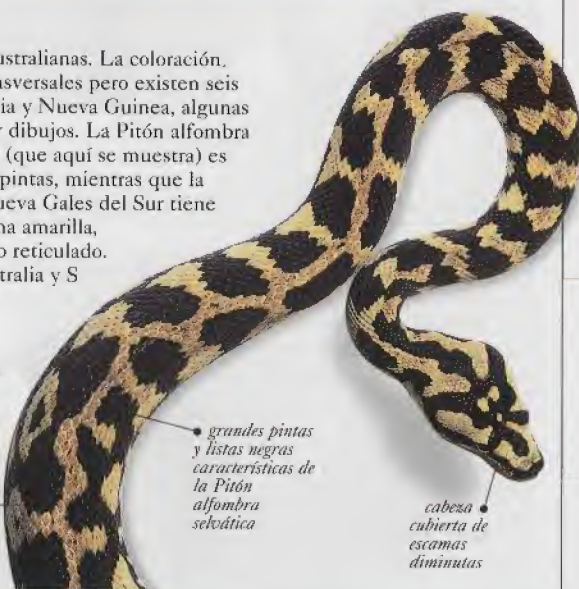 ustralianas. La coloración,
nsversales pero existen seis
ia y Nueva Guinea, algunas
r dibujos. La Pitón alfombra
(que aquí se muestra) es
pintas, mientras que la
ueva Gales del Sur tiene
na amarilla,
o reticulado.
tralia y S
grandes pintas
y listas negras
características de
la Pitón
alfombra
selvática
cabeza
cubierta de
escamas
diminutas